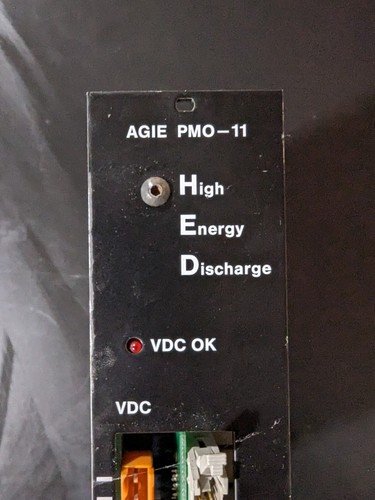 AGIE PMO-11
High
Energy
Discharge
VDC OK
VDC